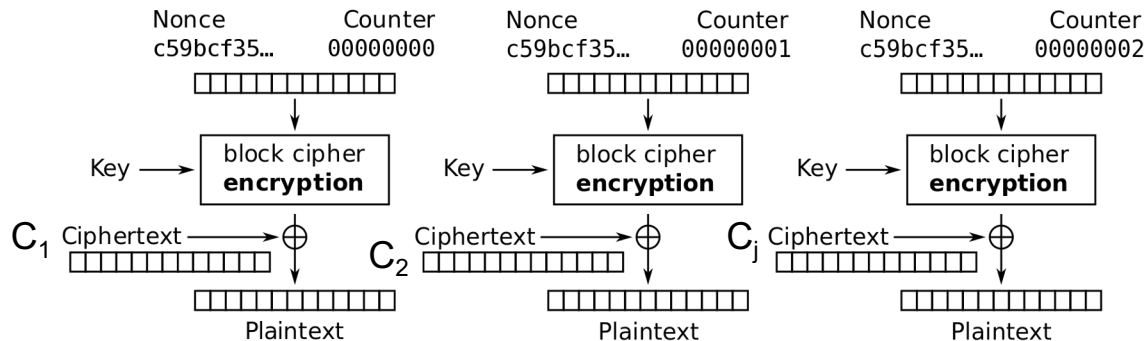 Nonce Counter Nonce Counter Nonce Counter
c59bcf35... 00000000 c59bcf35... 00000001 c59bcf35... 00000002
block cipher block cipher block cipher
Key encryption Key encryption Key encryption
C1 Ciphertext C2 Ciphertext Cj Ciphertext
Plaintext Plaintext Plaintext